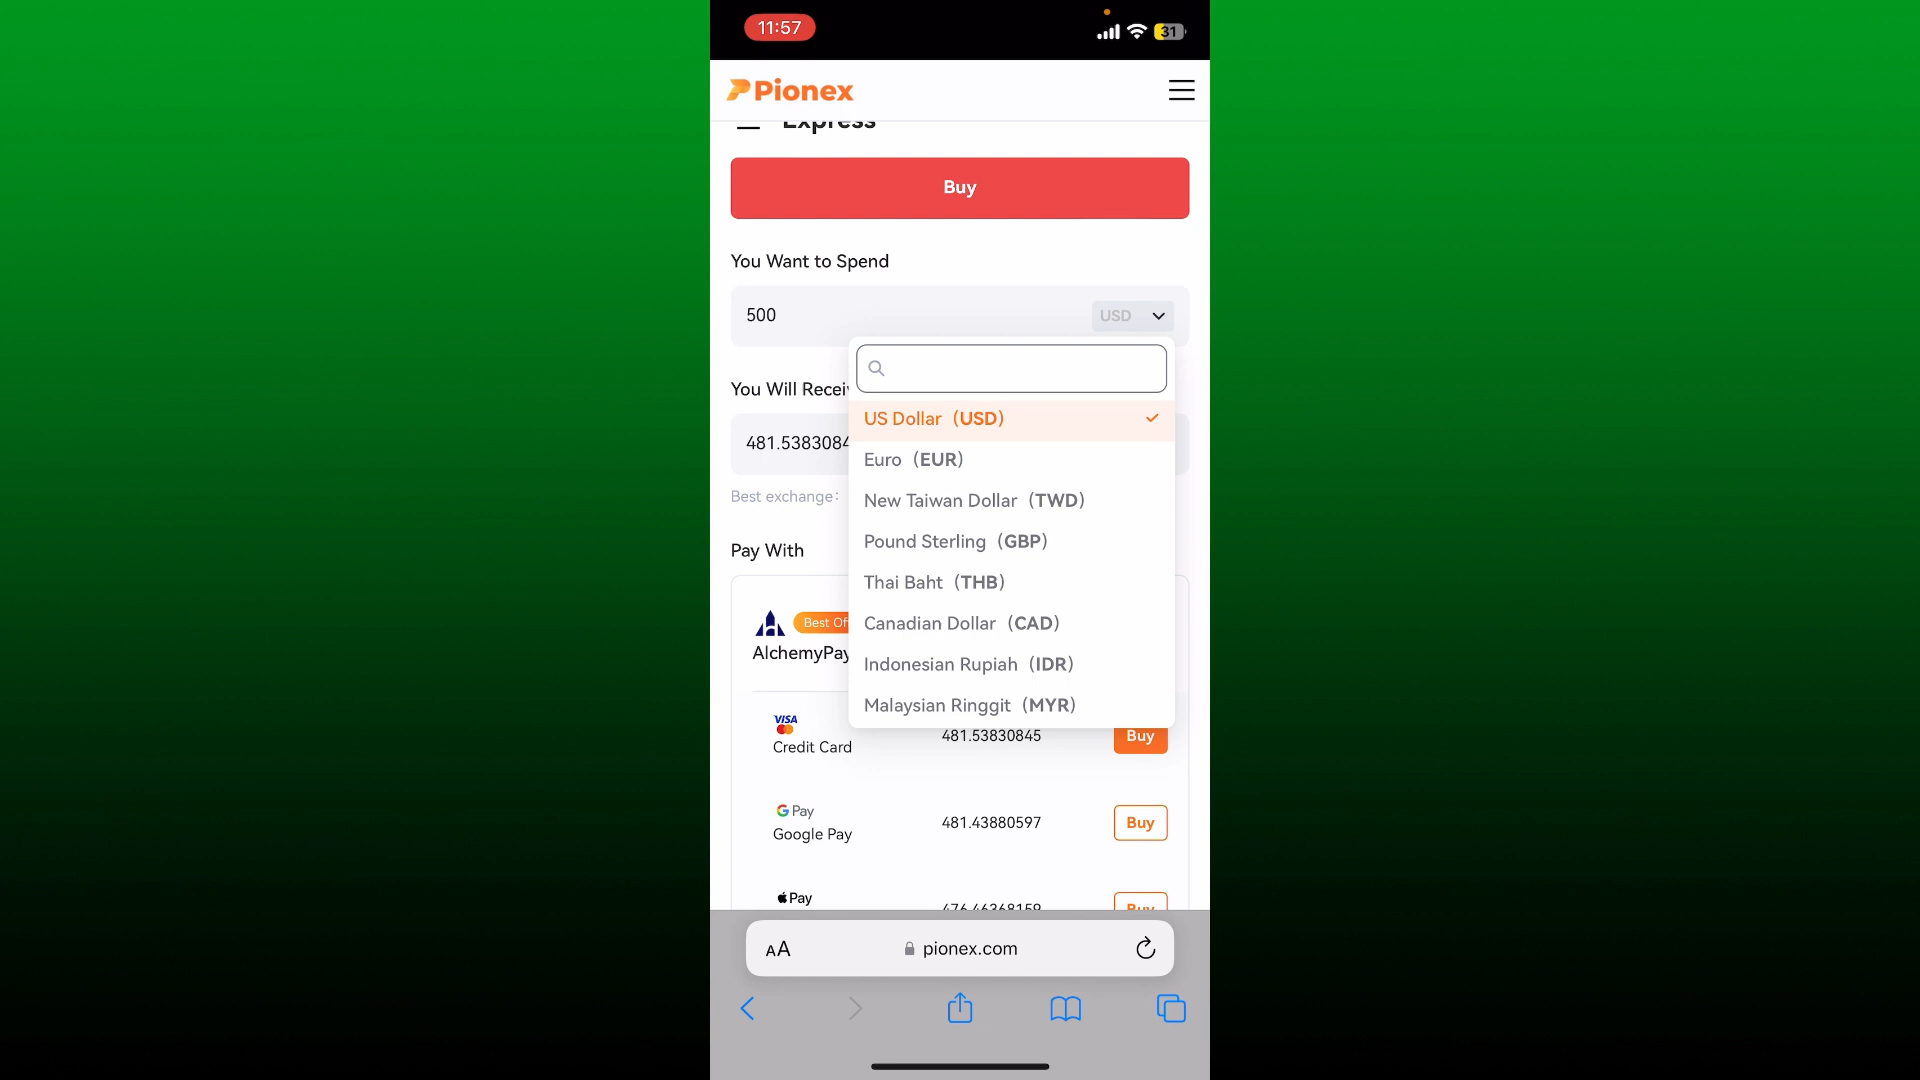 11:57
31
Pionex
Express
Buy
You Want to Spend
500
USD
You Will Recei
481.5383084
US Dollar (USD)
Euro (EUR)
New Taiwan Dollar (TWD)
Pound Sterling (GBP)
Thai Baht (THB)
Canadian Dollar (CAD)
Indonesian Rupiah (IDR)
Malaysian Ringgit (MYR)
Best exchange:
Pay With
Best Of
AlchemyPay
VISA
Credit Card
481.53830845
Buy
G Pay
Google Pay
481.43880597
Buy
Pay
476.46368159
Buy
AA
pionex.com